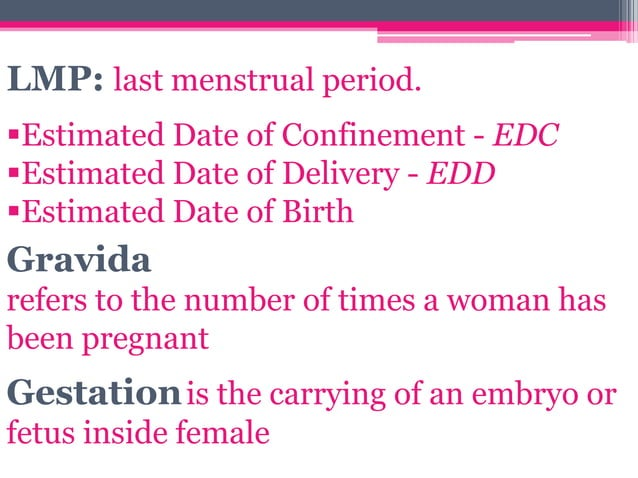 LMP: last menstrual period.
▪Estimated Date of Confinement - EDC
▪Estimated Date of Delivery - EDD
▪Estimated Date of Birth
Gravida
refers to the number of times a woman has
been pregnant
Gestation is the carrying of an embryo or
fetus inside female